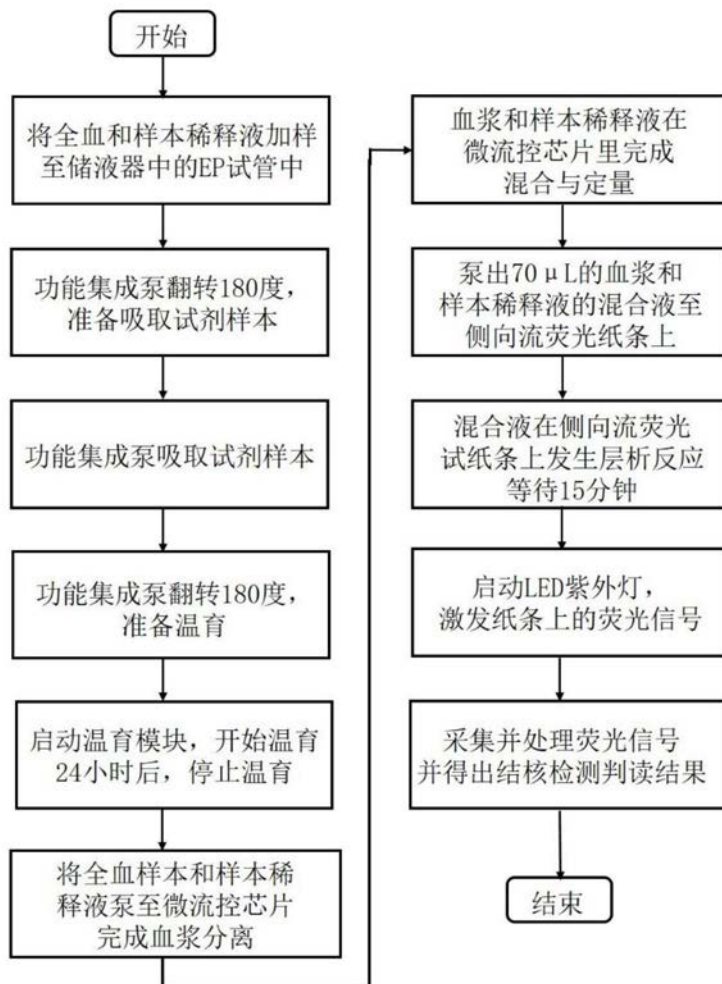 开始
将全血和样本稀释液加样
至储液器中的EP试管中
功能集成泵翻转180度，
准备吸取试剂样本
功能集成泵吸取试剂样本
功能集成泵翻转180度，
准备温育
启动温育模块，开始温育
24小时后，停止温育
将全血样本和样本稀
释液泵至微流控芯片
完成血浆分离
血浆和样本稀释液在
微流控芯片里完成
混合与定量
泵出70μL的血浆和
样本稀释液的混合液至
侧向流荧光纸条上
混合液在侧向流荧光
试纸条上发生层析反应
等待15分钟
启动LED紫外灯，
激发纸条上的荧光信号
采集并处理荧光信号
并得出结核检测判读结果
结束